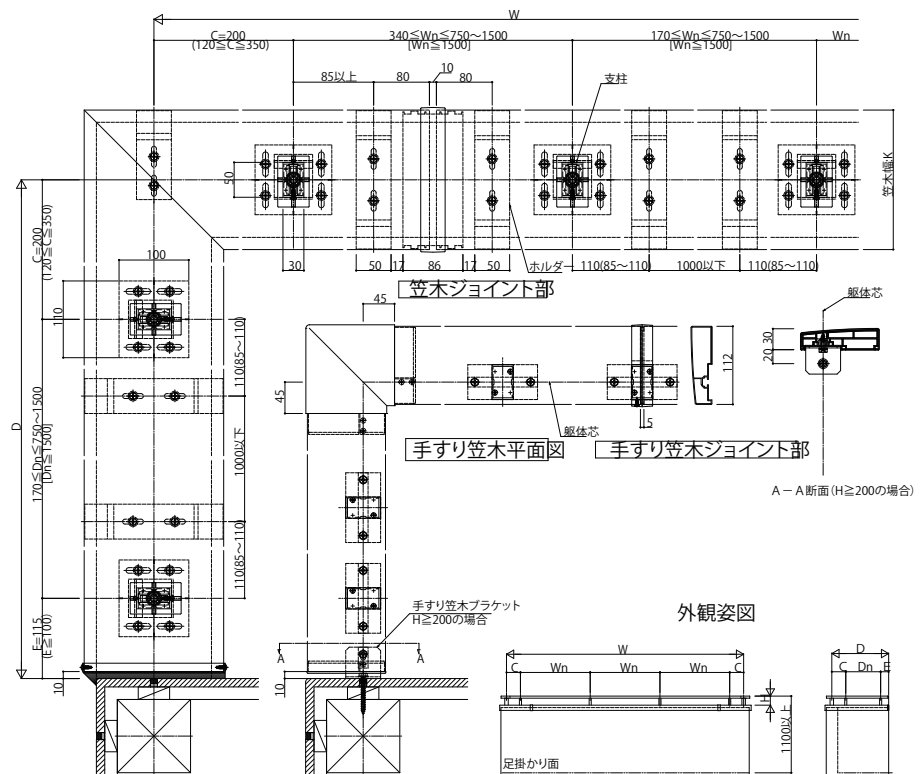 W
C=200
(120≦C≦350)
340≦Wn≦750～1500
[Wn≦1500]
170≦Wn≦750～1500
[Wn≦1500]
Wn
85以上
80
10
80
支柱
50
笠木幅:K
30
50
17
86
17
50
ホルダー
110(85～110)
1000以下
110(85～110)
笠木ジョイント部
D
C=200
(120≦C≦350)
100
110
110(85～110)
170≦Dn≦750～1500
[Dn≦1500]
1000以下
110(85～110)
E=115
(E≧100)
10
45
45
112
躯体芯
30
20
15
躯体芯
手すり笠木平面図
手すり笠木ジョイント部
A－A断面(H≧200の場合)
手すり笠木ブラケット
H≧200の場合
A
A
10
外観姿図
W
C
Wn
Wn
Wn
C
D
C
Dn
E
H
1100以上
足掛かり面